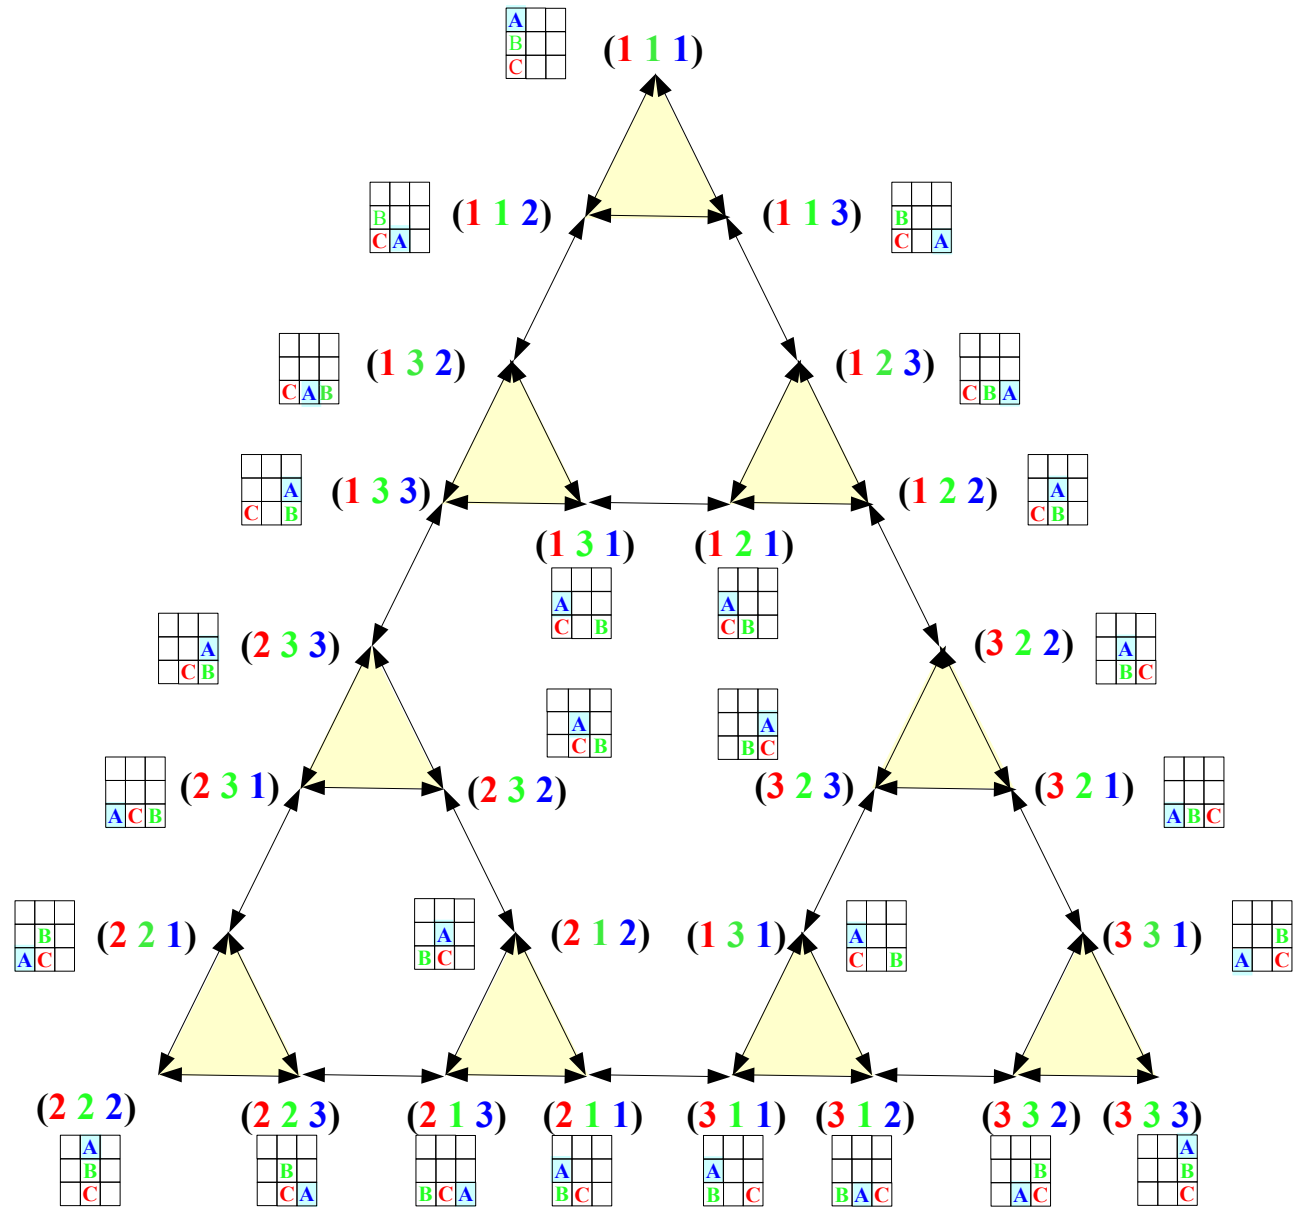 A
B
C
(1 1 1)
B
C A
(1 1 2)
(1 1 3)
B
C A
C A B
(1 3 2)
(1 2 3)
C B A
A
C B
(1 3 3)
(1 2 2)
A
C B
(1 3 1)
(1 2 1)
A
C B
A
C B
A
C B
(2 3 3)
(3 2 2)
A
B C
A
C B
A
B C
A C B
(2 3 1)
(2 3 2)
(3 2 3)
(3 2 1)
A B C
B
A C
(2 2 1)
A
B C
(2 1 2)
(1 3 1)
A
C B
(3 3 1)
B
A C
(2 2 2)
(2 2 3)
(2 1 3)
(2 1 1)
(3 1 1)
(3 1 2)
(3 3 2)
(3 3 3)
A
B
C
B
C A
B C A
A
B C
A
B C
B A C
B
A C
A
B
C